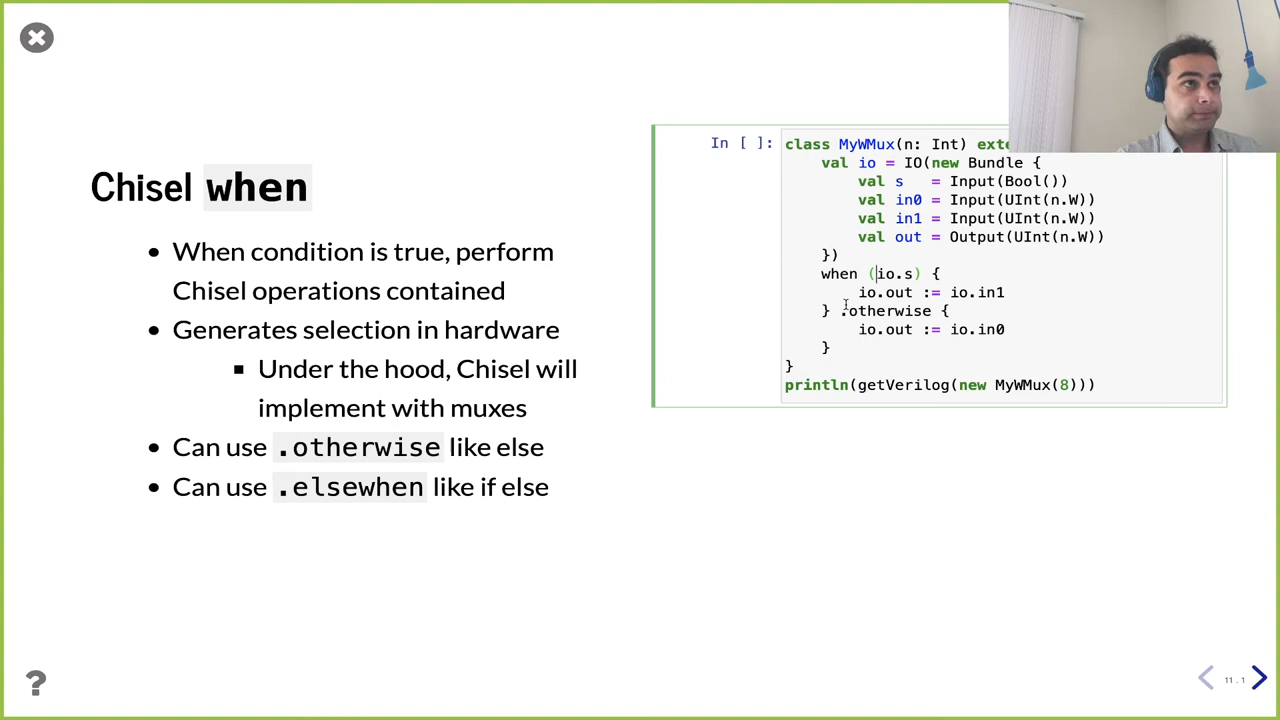 Chisel when
When condition is true, perform
Chisel operations contained
Generates selection in hardware
Under the hood, Chisel will
implement with muxes
Can use .otherwise like else
Can use .elsewhen like if else
In [ ]:
class MyWMux(n: Int) exte
val io = IO(new Bundle {
val s = Input(Bool())
val in0 = Input(UInt(n.W))
val in1 = Input(UInt(n.W))
val out = Output(UInt(n.W))
})
when (io.s) {
io.out := io.in1
} .otherwise {
io.out := io.in0
}
}
println(getVerilog(new MyWMux(8)))
?
11.1